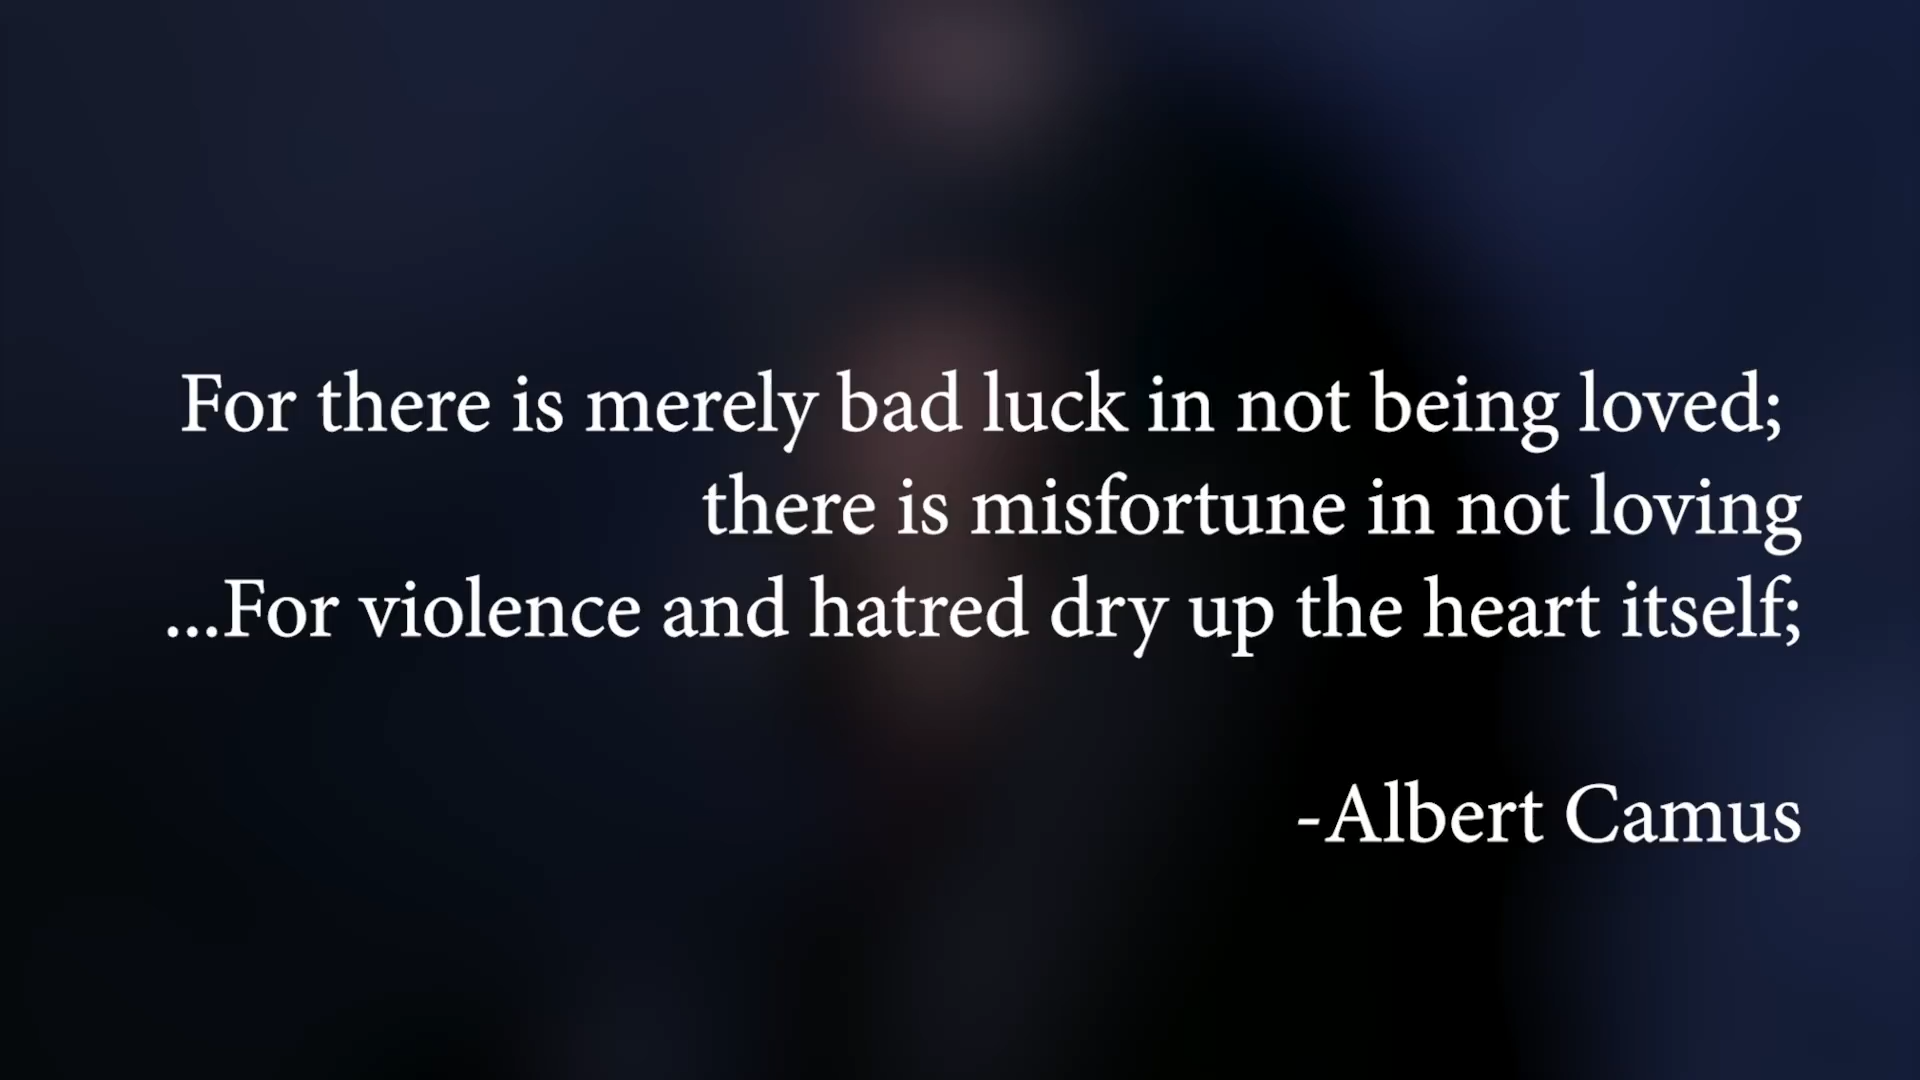 For there is merely bad luck in not being loved;
there is misfortune in not loving
...For violence and hatred dry up the heart itself;
-Albert Camus